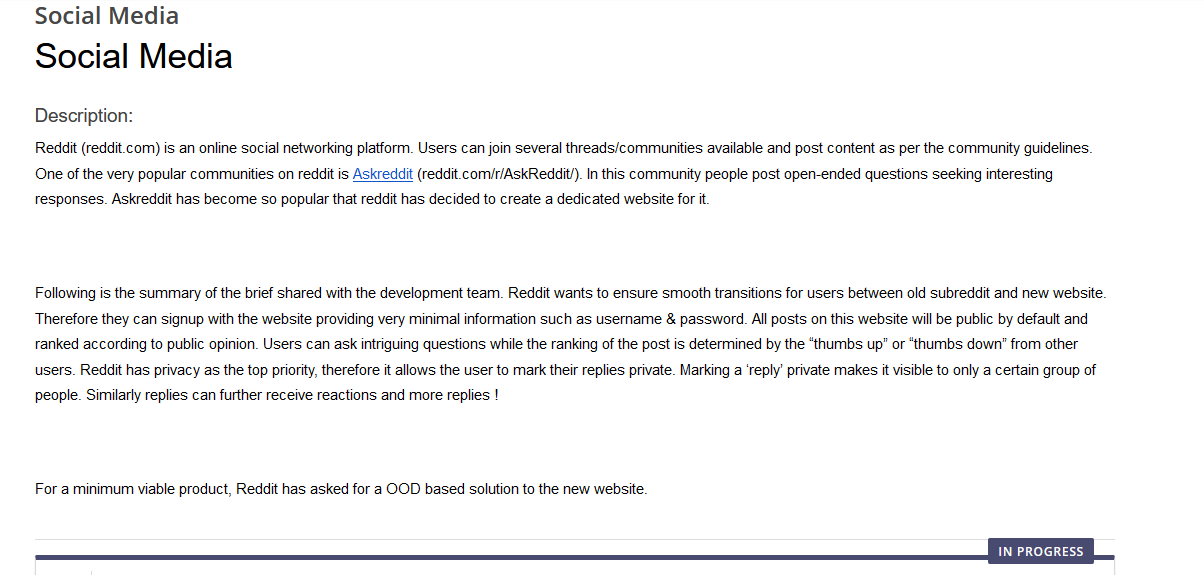 Social Media
Social Media
Description:
Reddit (reddit.com) is an online social networking platform. Users can join several threads/communities available and post content as per the community guidelines.
One of the very popular communities on reddit is Askreddit (reddit.com/r/AskReddit/). In this community people post open-ended questions seeking interesting
responses. Askreddit has become so popular that reddit has decided to create a dedicated website for it.
Following is the summary of the brief shared with the development team. Reddit wants to ensure smooth transitions for users between old subreddit and new website.
Therefore they can signup with the website providing very minimal information such as username & password. All posts on this website will be public by default and
ranked according to public opinion. Users can ask intriguing questions while the ranking of the post is determined by the “thumbs up” or “thumbs down” from other
users. Reddit has privacy as the top priority, therefore it allows the user to mark their replies private. Marking a ‘reply’ private makes it visible to only a certain group of
people. Similarly replies can further receive reactions and more replies !
For a minimum viable product, Reddit has asked for a OOD based solution to the new website.
IN PROGRESS